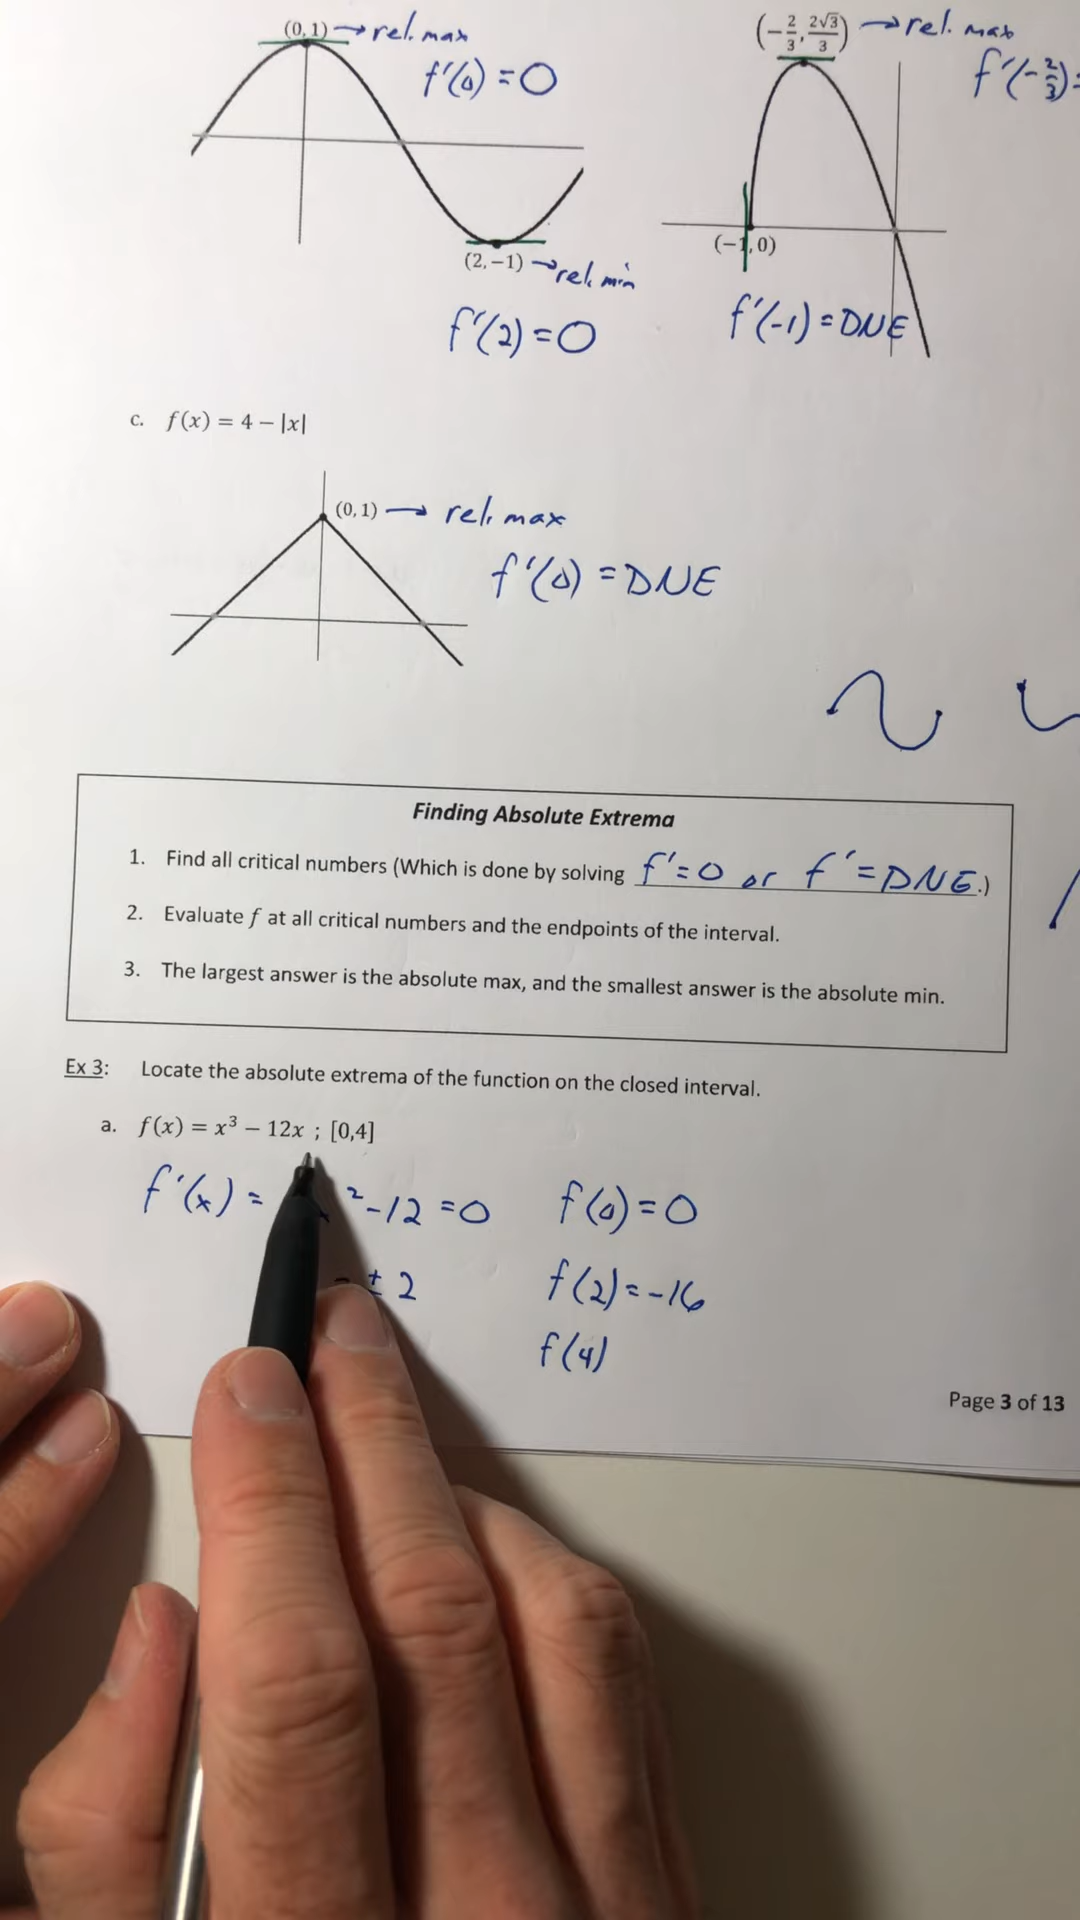 (0, 1) → rel. max
(−2/3, 2√3/3) → rel. max
f'(0) = 0
f'(-2/3) =
(2, −1) → rel. min
(−1, 0)
f'(2) = 0
f'(-1) = DNE
c. f(x) = 4 − |x|
(0, 1) → rel. max
f'(0) = DNE
Finding Absolute Extrema
1. Find all critical numbers (Which is done by solving f' = 0 or f' = DNE.)
2. Evaluate f at all critical numbers and the endpoints of the interval.
3. The largest answer is the absolute max, and the smallest answer is the absolute min.
Ex 3: Locate the absolute extrema of the function on the closed interval.
a. f(x) = x³ − 12x ; [0,4]
f'(x) = ² - 12 = 0 f(0) = 0
± 2 f(2) = -16
f(4)
Page 3 of 13